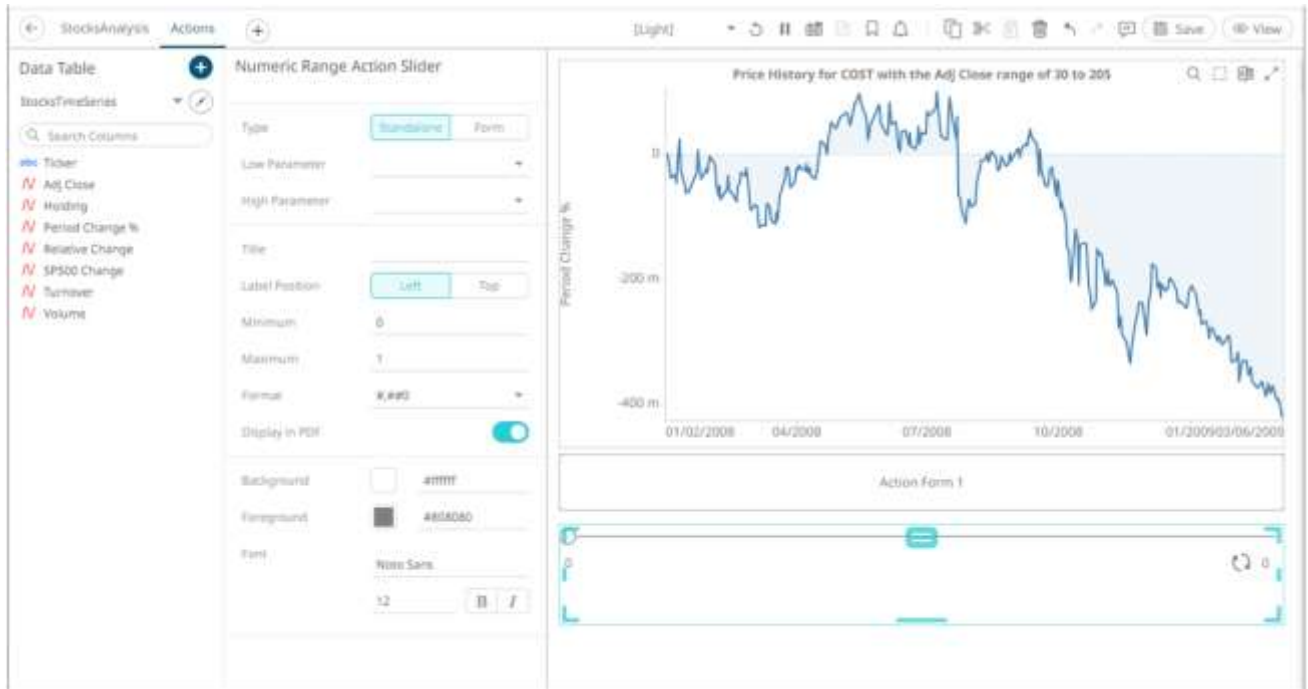 StocksAnalysis Actions
[Light]
Save View
Data Table
StocksTimeSeries
Search Columns
abc Ticker
Adj Close
Holding
Period Change %
Relative Change
SP500 Change
Turnover
Volume
Numeric Range Action Slider
Type Standalone Form
Low Parameter
High Parameter
Title
Label Position Left Top
Minimum 0
Maximum 1
Format #,##0
Display in PDF
Background #ffffff
Foreground #808080
Font
Noto Sans
12 B I
Price History for COST with the Adj Close range of 30 to 205
Period Change %
0
-200 m
-400 m
01/02/2008 04/2008 07/2008 10/2008 01/200903/06/2009
Action Form 1
0 0